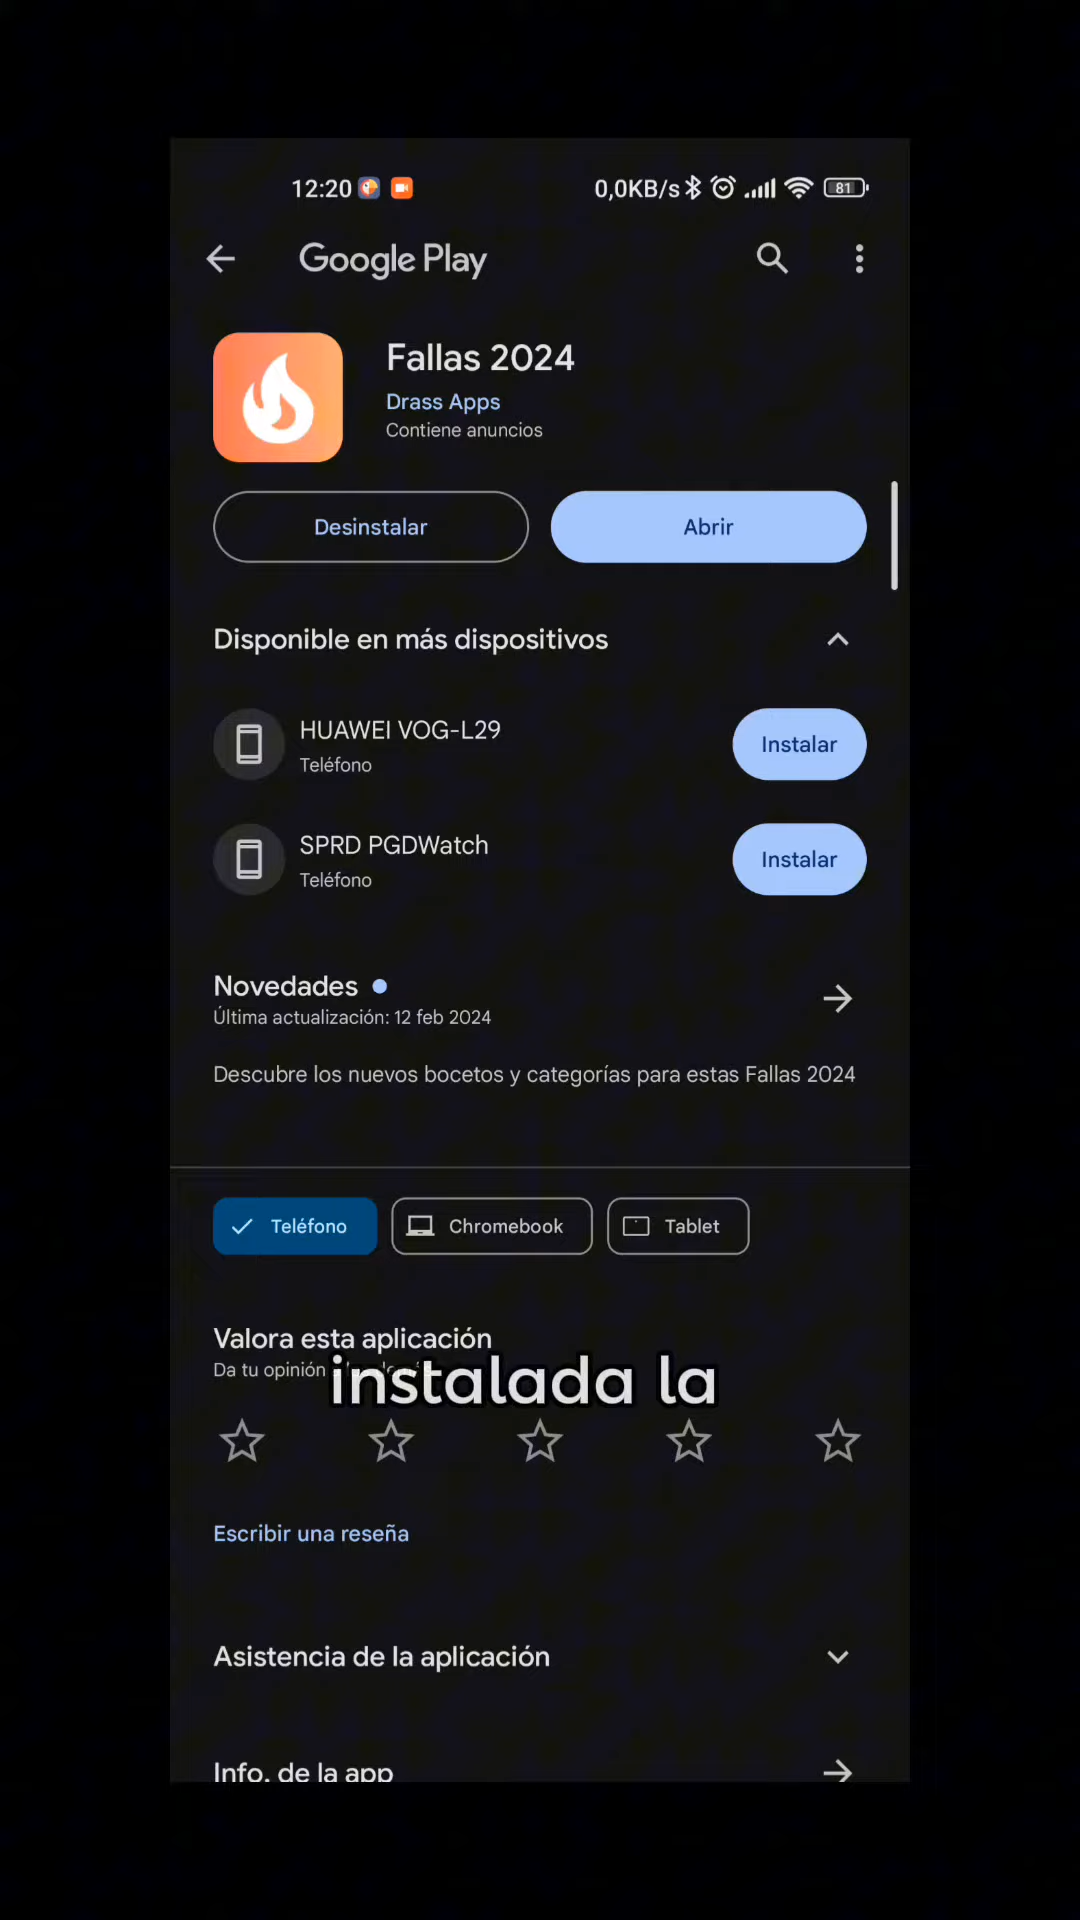 12:20
0,0KB/s
81
Google Play
Fallas 2024
Drass Apps
Contiene anuncios
Desinstalar
Abrir
Disponible en más dispositivos
HUAWEI VOG-L29
Teléfono
Instalar
SPRD PGDWatch
Teléfono
Instalar
Novedades
Última actualización: 12 feb 2024
Descubre los nuevos bocetos y categorías para estas Fallas 2024
Teléfono
Chromebook
Tablet
Valora esta aplicación
Da tu opinión
instalada la
Escribir una reseña
Asistencia de la aplicación
Info. de la app